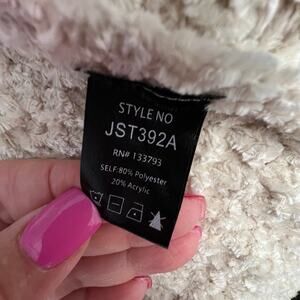 STYLE NO
JST392A
RN# 133793
SELF:80% Polyester
20% Acrylic